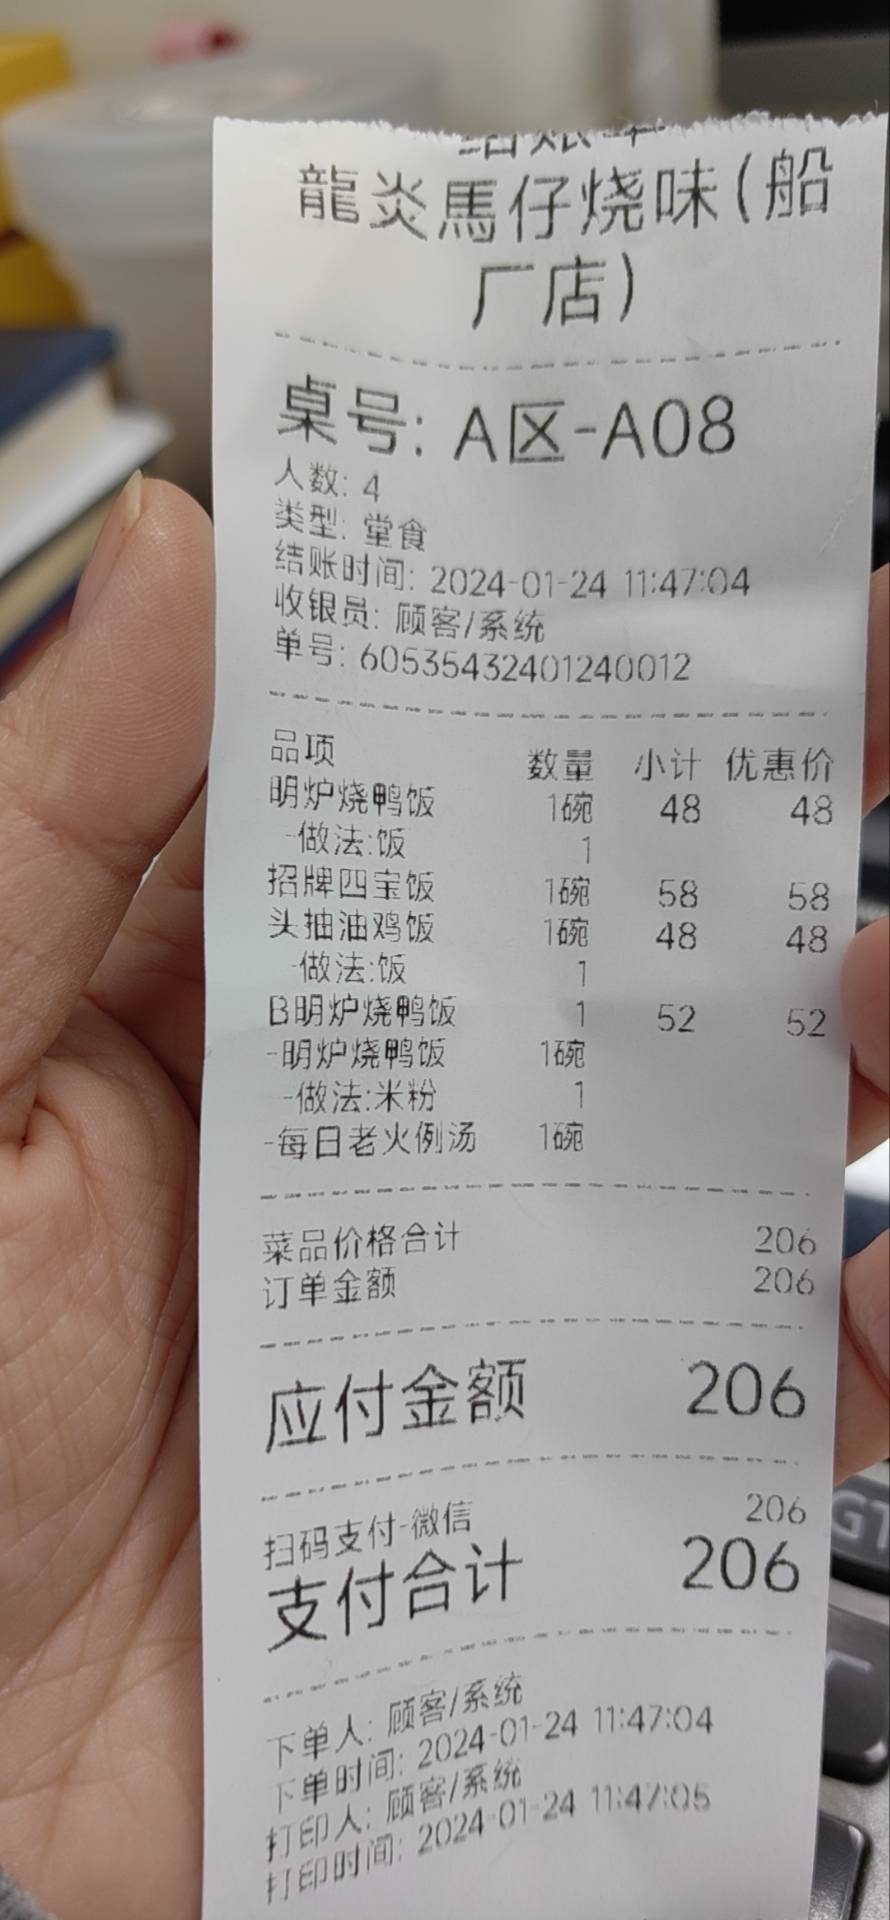 龍炎馬仔烧味(船
厂店)
桌号: A区-A08
人数: 4
类型: 堂食
结账时间: 2024-01-24 11:47:04
收银员: 顾客/系统
单号: 60535432401240012
品项 数量 小计 优惠价
明炉烧鸭饭 1碗 48 48
-做法:饭 1
招牌四宝饭 1碗 58 58
头抽油鸡饭 1碗 48 48
-做法:饭 1
B明炉烧鸭饭 1 52 52
-明炉烧鸭饭 1碗
-做法:米粉 1
-每日老火例汤 1碗
菜品价格合计 206
订单金额 206
应付金额 206
扫码支付-微信 206
支付合计 206
下单人: 顾客/系统
下单时间: 2024-01-24 11:47:04
打印人: 顾客/系统
打印时间: 2024-01-24 11:47:05